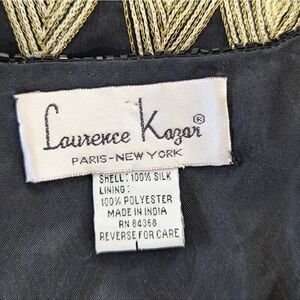 Laurence Kazar®
PARIS-NEW YORK
SHELL: 100% SILK
LINING:
100% POLYESTER
MADE IN INDIA
RN 84368
REVERSE FOR CARE